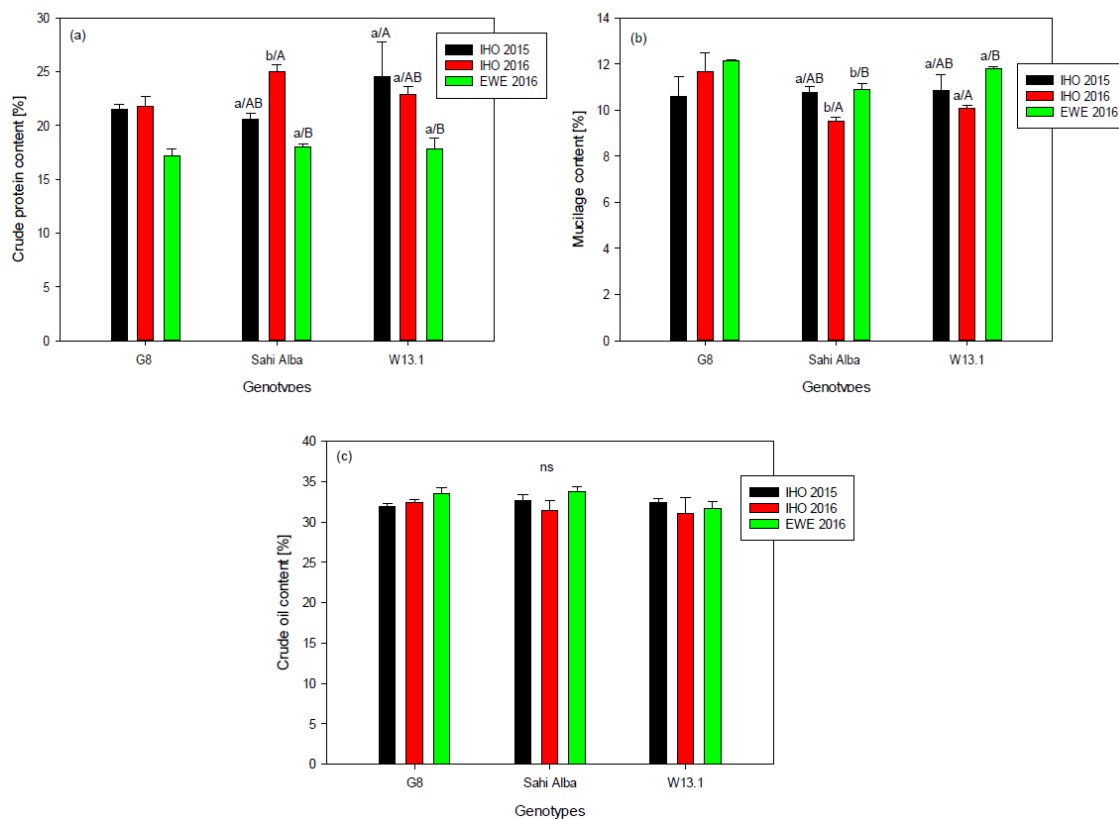 (a)
Crude protein content [%]
30
25
20
15
10
5
0
a/AB
b/A
a/B
a/A
a/AB
a/B
IHO 2015
IHO 2016
EWE 2016
G8 Sahi Alba W13.1
Genotypes
(b)
Mucilage content [%]
14
12
10
8
6
4
2
0
a/AB
b/A
b/B
a/AB
a/A
a/B
IHO 2015
IHO 2016
EWE 2016
G8 Sahi Alba W13.1
Genotypes
(c)
ns
Crude oil content [%]
40
35
30
25
20
15
10
5
0
IHO 2015
IHO 2016
EWE 2016
G8 Sahi Alba W13.1
Genotypes